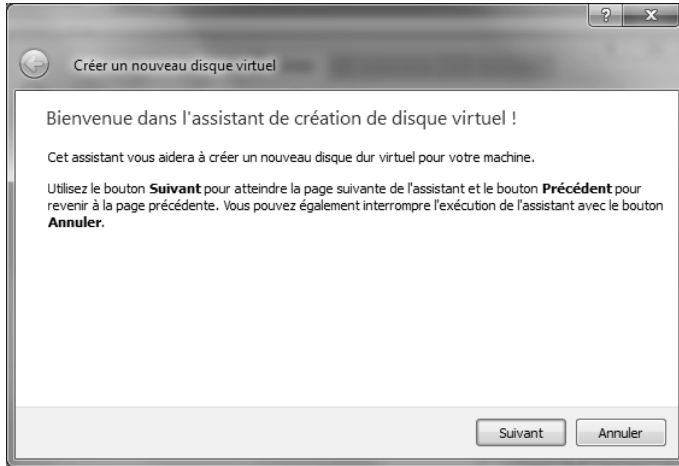 ? X
Créer un nouveau disque virtuel
Bienvenue dans l'assistant de création de disque virtuel !
Cet assistant vous aidera à créer un nouveau disque dur virtuel pour votre machine.
Utilisez le bouton Suivant pour atteindre la page suivante de l'assistant et le bouton Précédent pour
revenir à la page précédente. Vous pouvez également interrompre l'exécution de l'assistant avec le bouton
Annuler.
Suivant Annuler